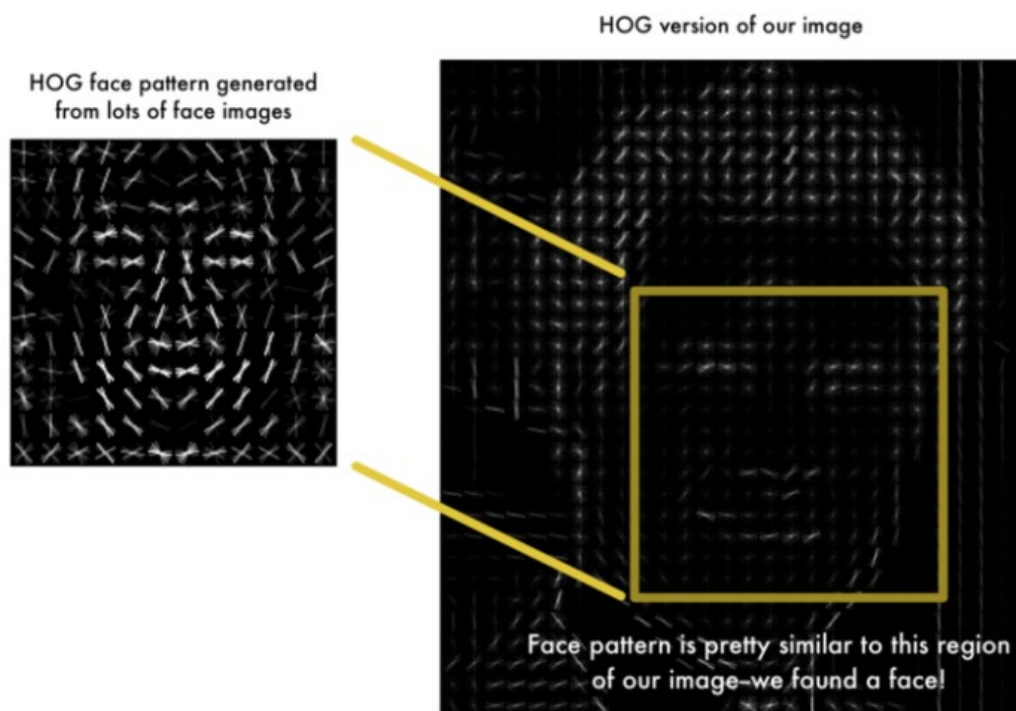 HOG version of our image
HOG face pattern generated
from lots of face images
Face pattern is pretty similar to this region
of our image–we found a face!